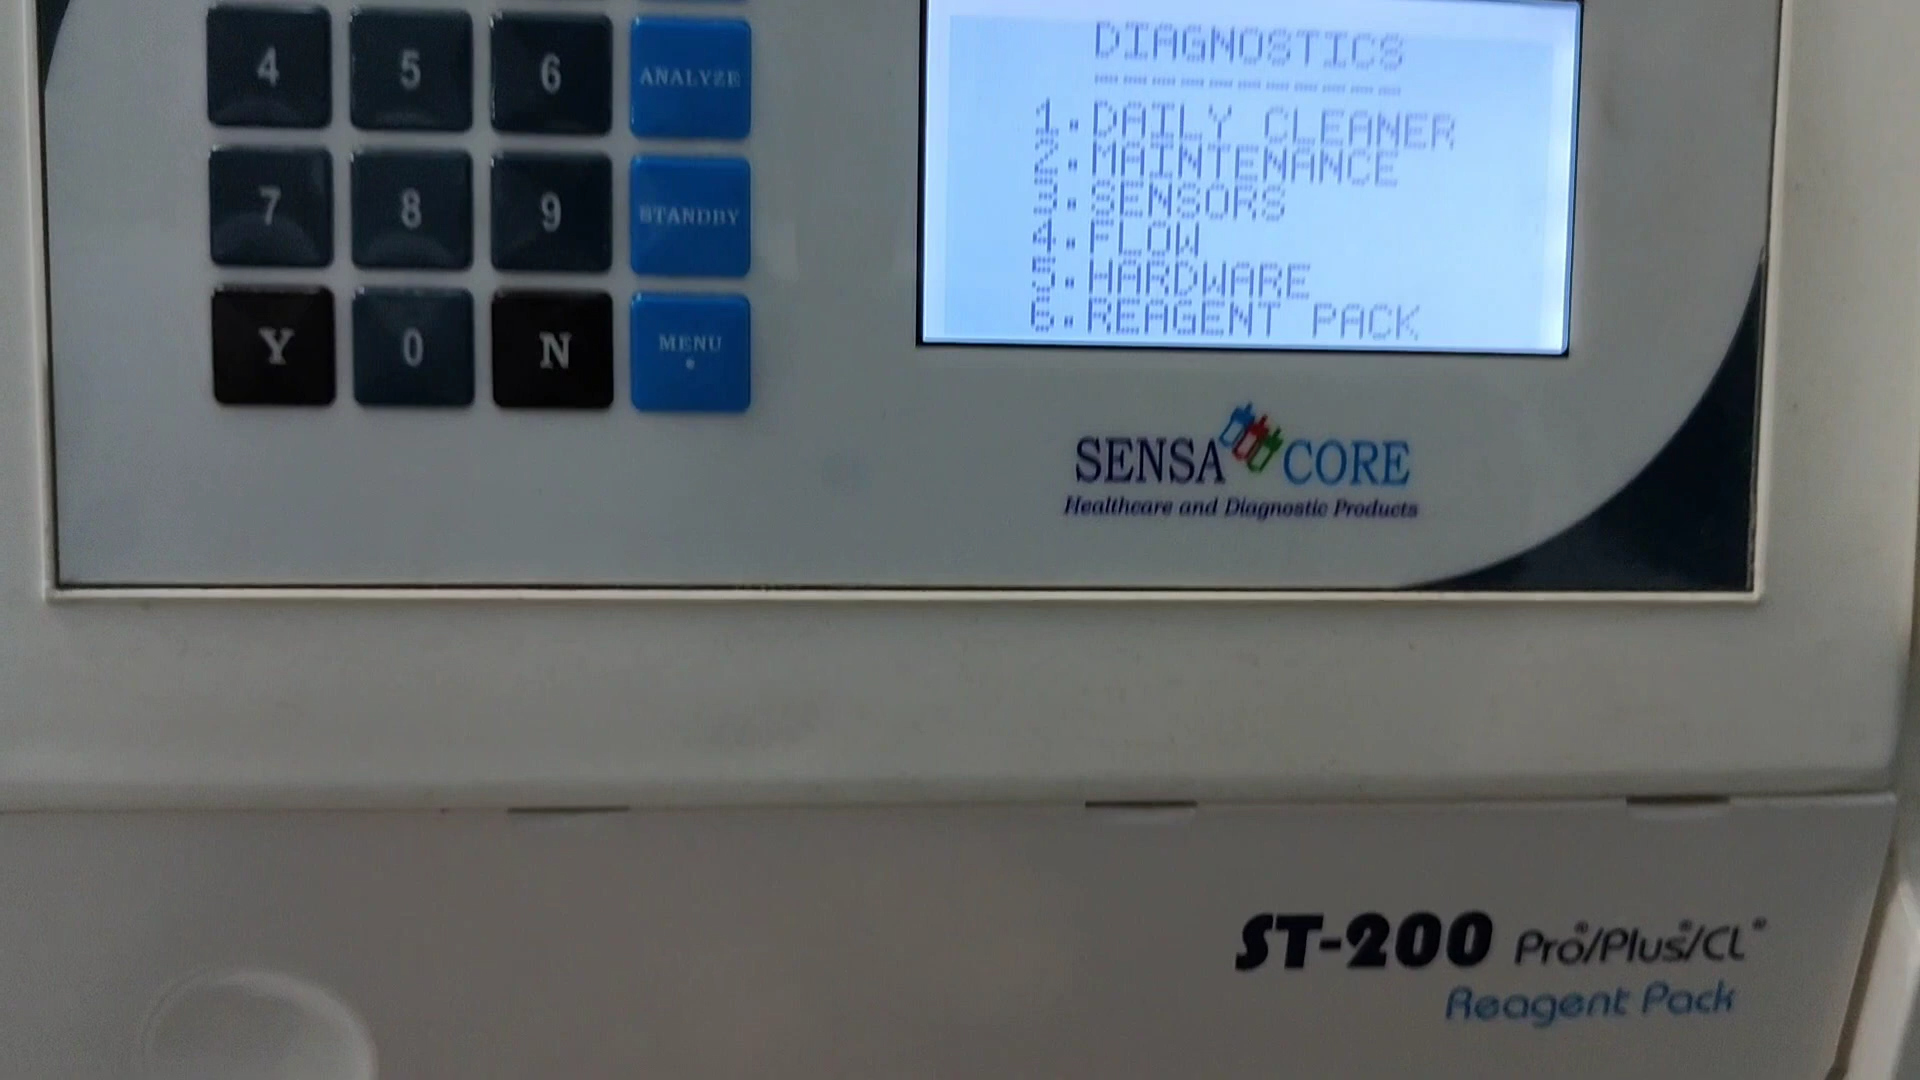 4 5 6 ANALYZE
7 8 9 STANDBY
Y 0 N MENU
DIAGNOSTICS
1.DAILY CLEANER
2.MAINTENANCE
3.SENSORS
4.FLOW
5.HARDWARE
6.REAGENT PACK
SENSA CORE
Healthcare and Diagnostic Products
ST-200 Pro®/Plus®/CL®
Reagent Pack